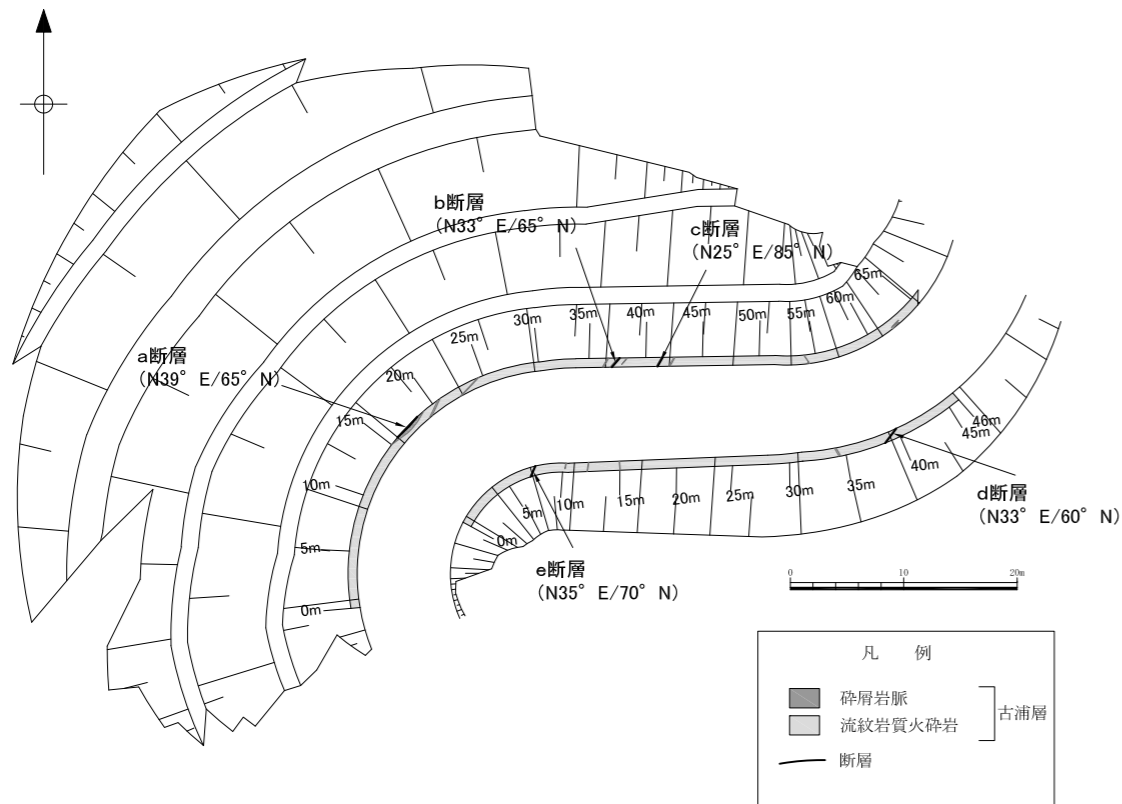 b断層
(N33° E/65° N)
c断層
(N25° E/85° N)
a断層
(N39° E/65° N)
0m
5m
10m
15m
20m
25m
30m
35m
40m
45m
50m
55m
60m
65m
0m
5m
10m
15m
20m
25m
30m
35m
40m
45m
46m
d断層
(N33° E/60° N)
e断層
(N35° E/70° N)
0 10 20m
凡 例
砕屑岩脈
流紋岩質火砕岩
古浦層
断層